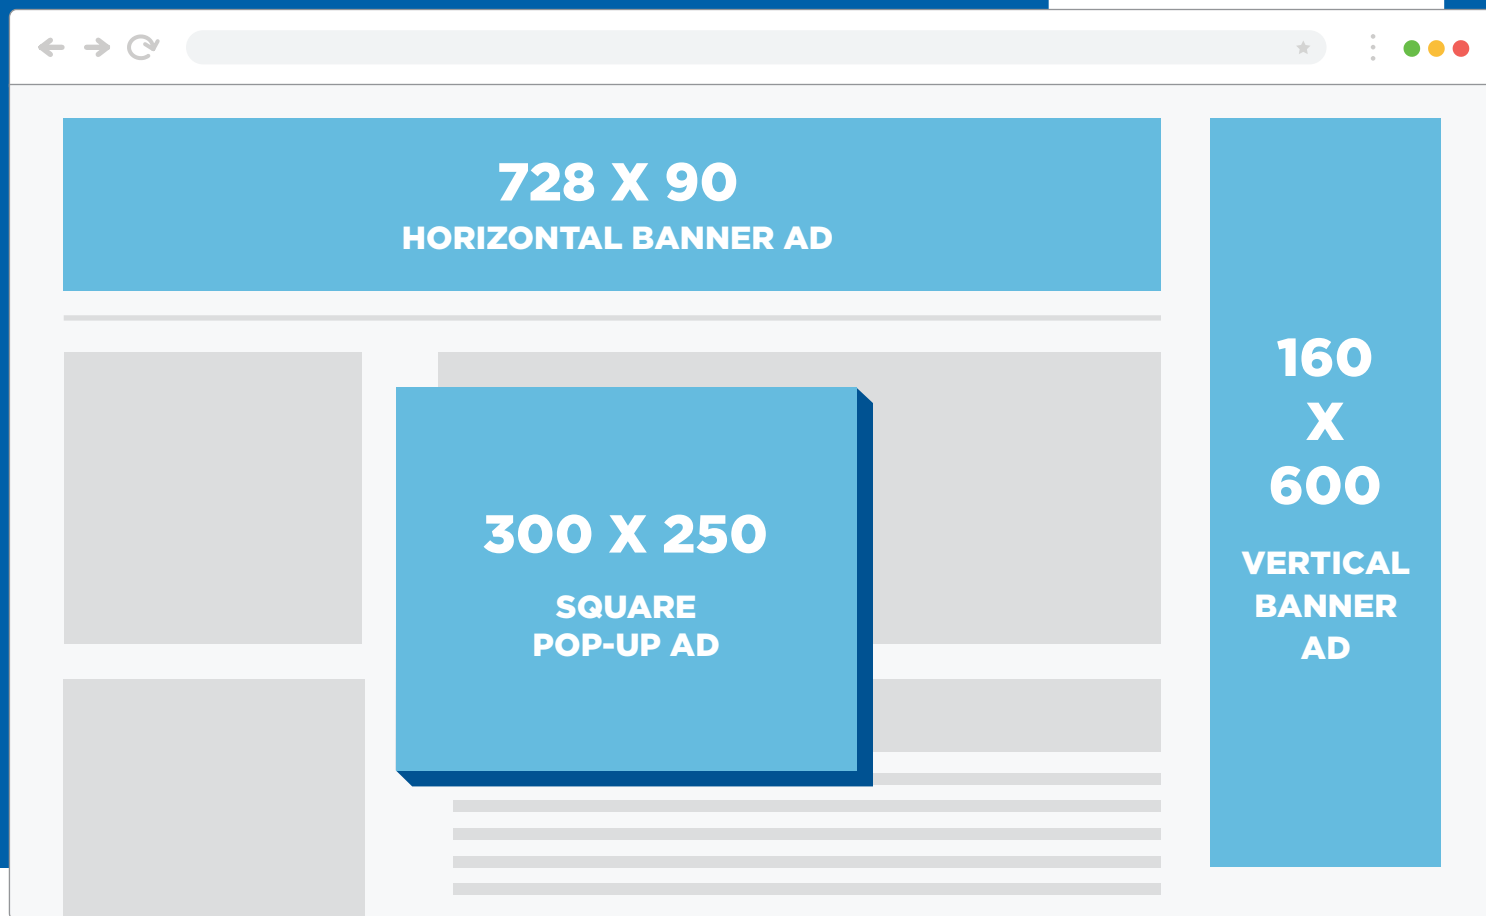 728 X 90
HORIZONTAL BANNER AD
300 X 250
SQUARE
POP-UP AD
160
X
600
VERTICAL
BANNER
AD